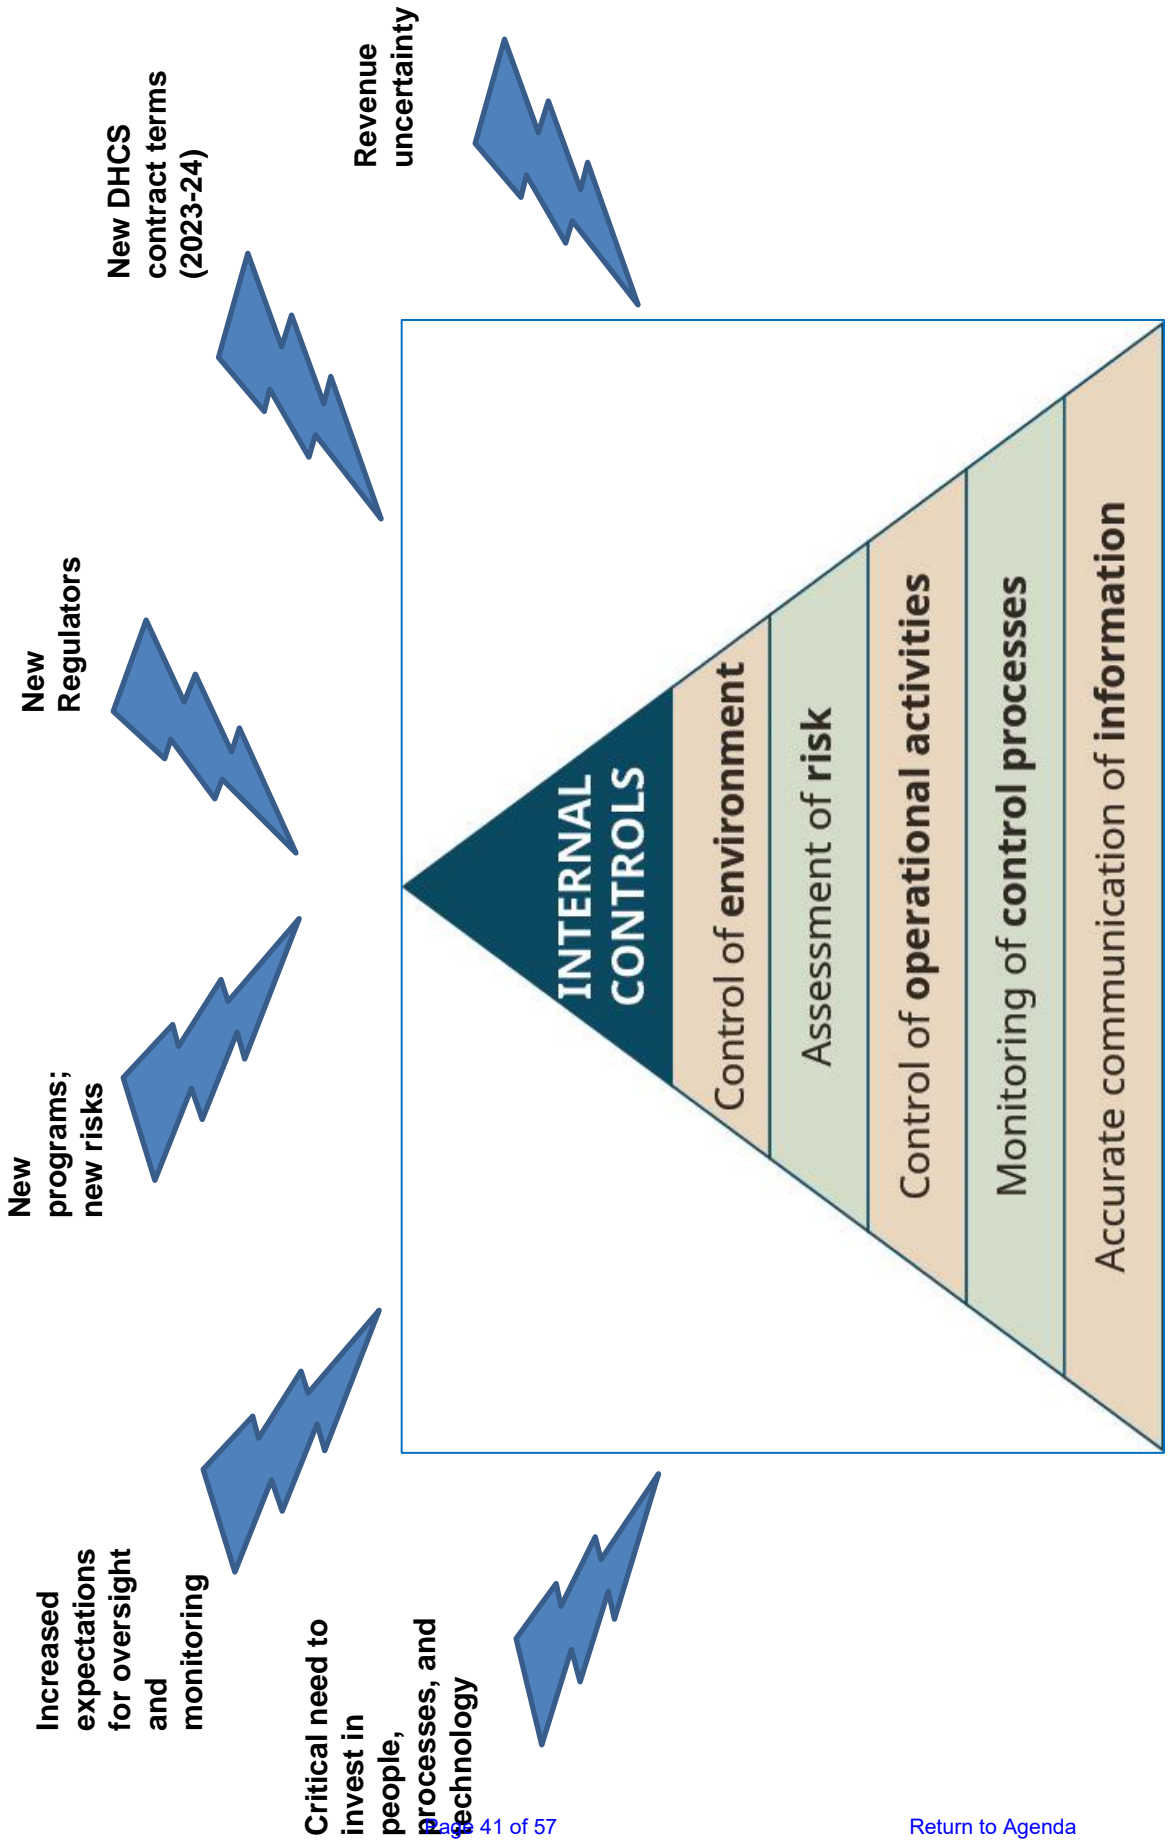 Critical need to
invest in
people,
processes, and
technology
Increased
expectations
for oversight
and
monitoring
New
programs;
new risks
New
Regulators
New DHCS
contract terms
(2023-24)
Revenue
uncertainty
INTERNAL
CONTROLS
Control of environment
Assessment of risk
Control of operational activities
Monitoring of control processes
Accurate communication of information
Page 41 of 57
Return to Agenda